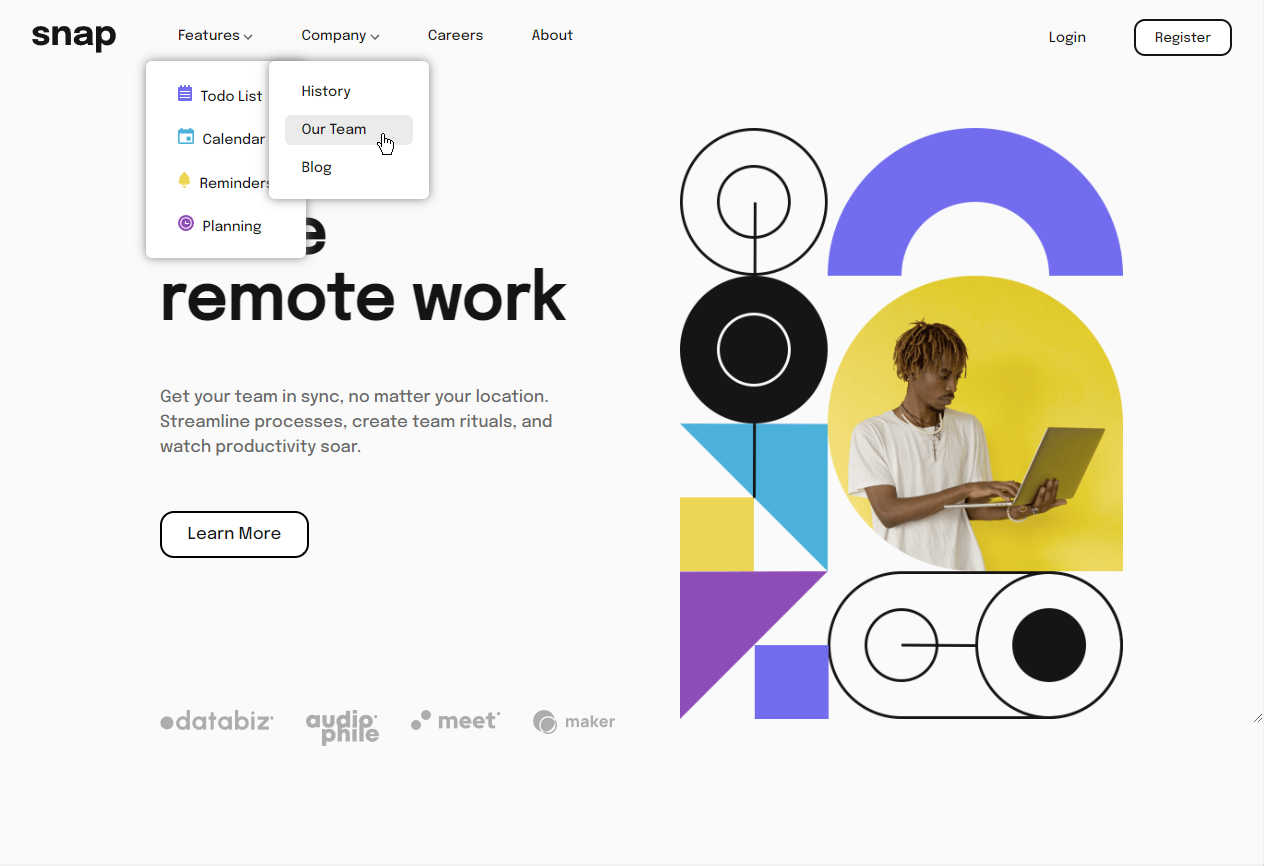 snap
Features
Company
Careers
About
Login
Register
Todo List
Calendar
Reminders
Planning
History
Our Team
Blog
remote work
Get your team in sync, no matter your location.
Streamline processes, create team rituals, and
watch productivity soar.
Learn More
databiz
audiophile
meet
maker